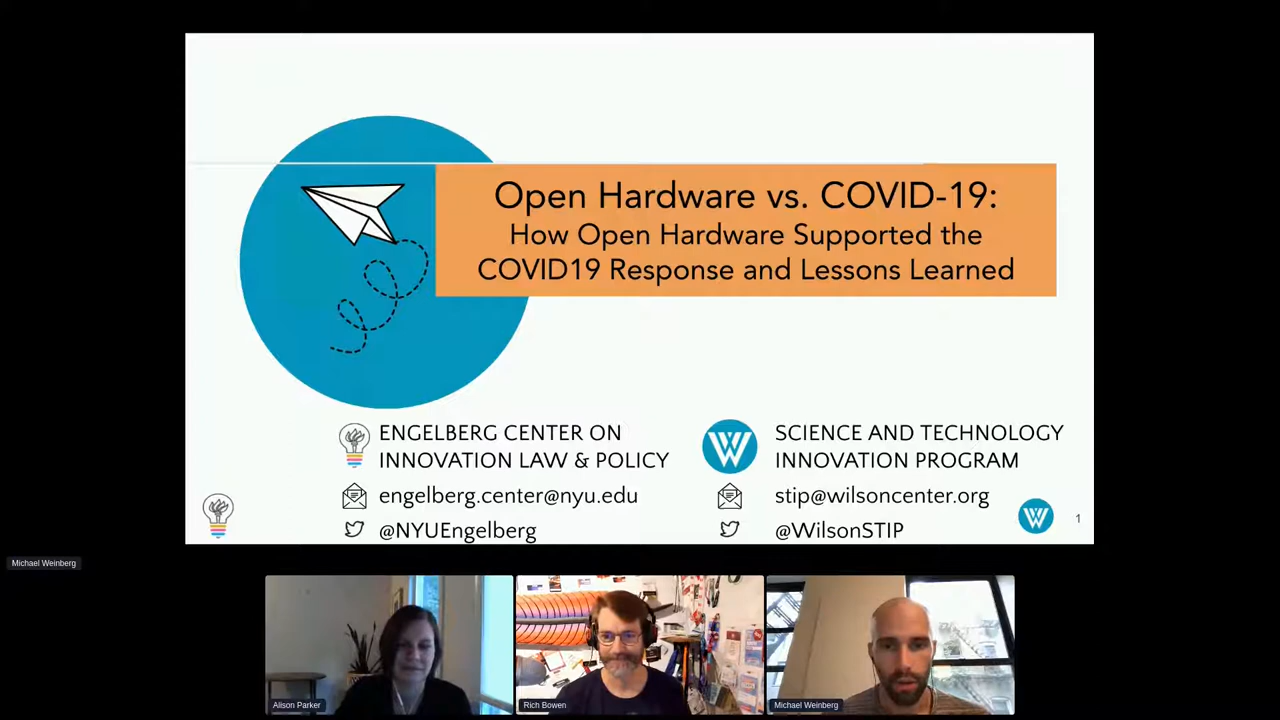 Open Hardware vs. COVID-19:
How Open Hardware Supported the
COVID19 Response and Lessons Learned
ENGELBERG CENTER ON
INNOVATION LAW & POLICY
engelberg.center@nyu.edu
@NYUEngelberg
SCIENCE AND TECHNOLOGY
INNOVATION PROGRAM
stip@wilsoncenter.org
@WilsonSTIP
W
W
1
Michael Weinberg
Alison Parker
Rich Bowen
Michael Weinberg